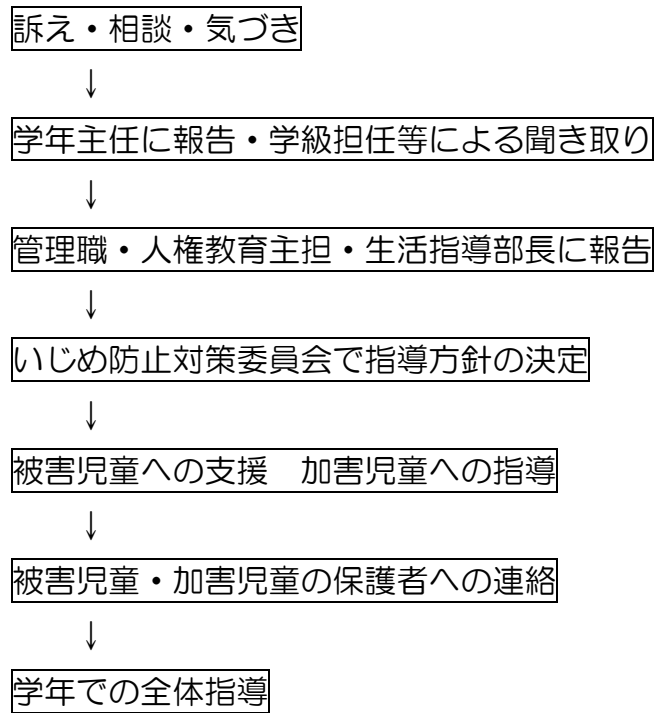 訴え・相談・気づき
↓
学年主任に報告・学級担任等による聞き取り
↓
管理職・人権教育主担・生活指導部長に報告
↓
いじめ防止対策委員会で指導方針の決定
↓
被害児童への支援　加害児童への指導
↓
被害児童・加害児童の保護者への連絡
↓
学年での全体指導